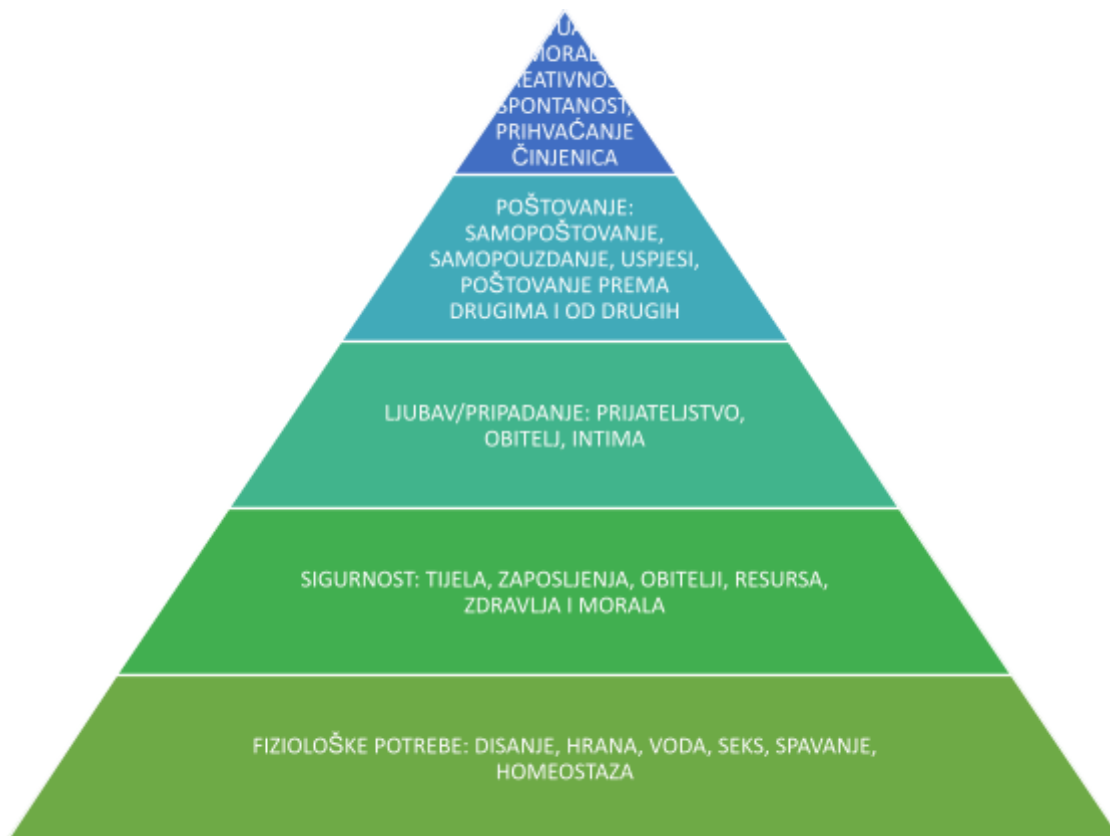 SPONTANOST,
PRIHVAĆANJE
ČINJENICA
POŠTOVANJE:
SAMOPOŠTOVANJE,
SAMOPOUZDANJE, USPJESI,
POŠTOVANJE PREMA
DRUGIMA I OD DRUGIH
LJUBAV/PRIPADANJE: PRIJATELJSTVO,
OBITELJ, INTIMA
SIGURNOST: TIJELA, ZAPOSLJENJA, OBITELJI, RESURSA,
ZDRAVLJA I MORALA
FIZIOLOŠKE POTREBE: DISANJE, HRANA, VODA, SEKS, SPAVANJE,
HOMEOSTAZA